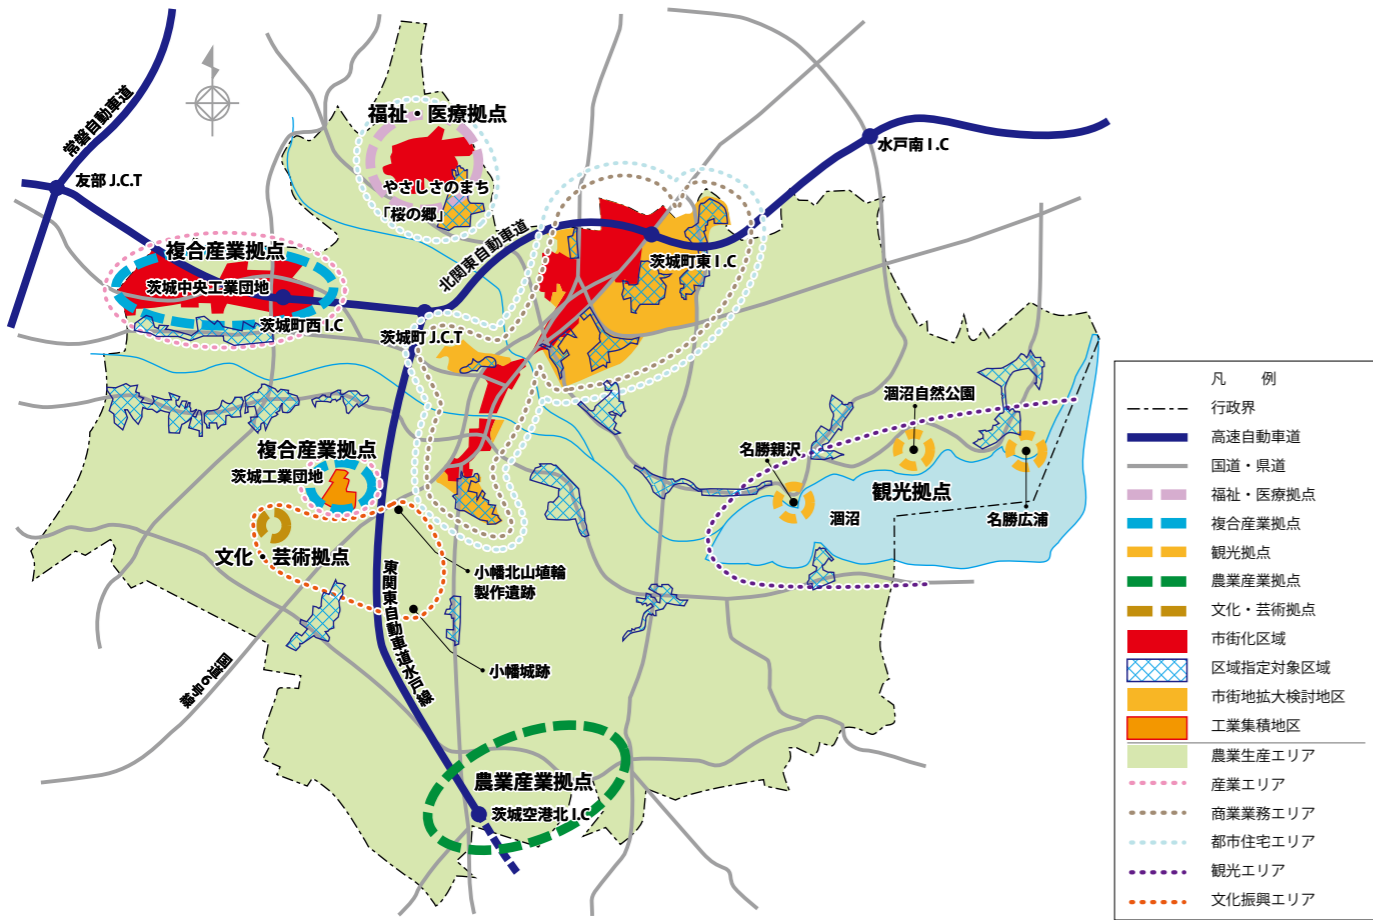 常磐自動車道
友部 J.C.T
福祉・医療拠点
やさしさのまち
「桜の郷」
水戸南 I.C
北関東自動車道
茨城町東 I.C
複合産業拠点
茨城中央工業団地
茨城町西 I.C
茨城町 J.C.T
涸沼自然公園
名勝親沢
観光拠点
涸沼
名勝広浦
複合産業拠点
茨城工業団地
文化・芸術拠点
小幡北山埴輪
製作遺跡
小幡城跡
東関東自動車道水戸線
国道6号線
農業産業拠点
茨城空港北 I.C
凡 例
行政界
高速自動車道
国道・県道
福祉・医療拠点
複合産業拠点
観光拠点
農業産業拠点
文化・芸術拠点
市街化区域
区域指定対象区域
市街地拡大検討地区
工業集積地区
農業生産エリア
産業エリア
商業業務エリア
都市住宅エリア
観光エリア
文化振興エリア